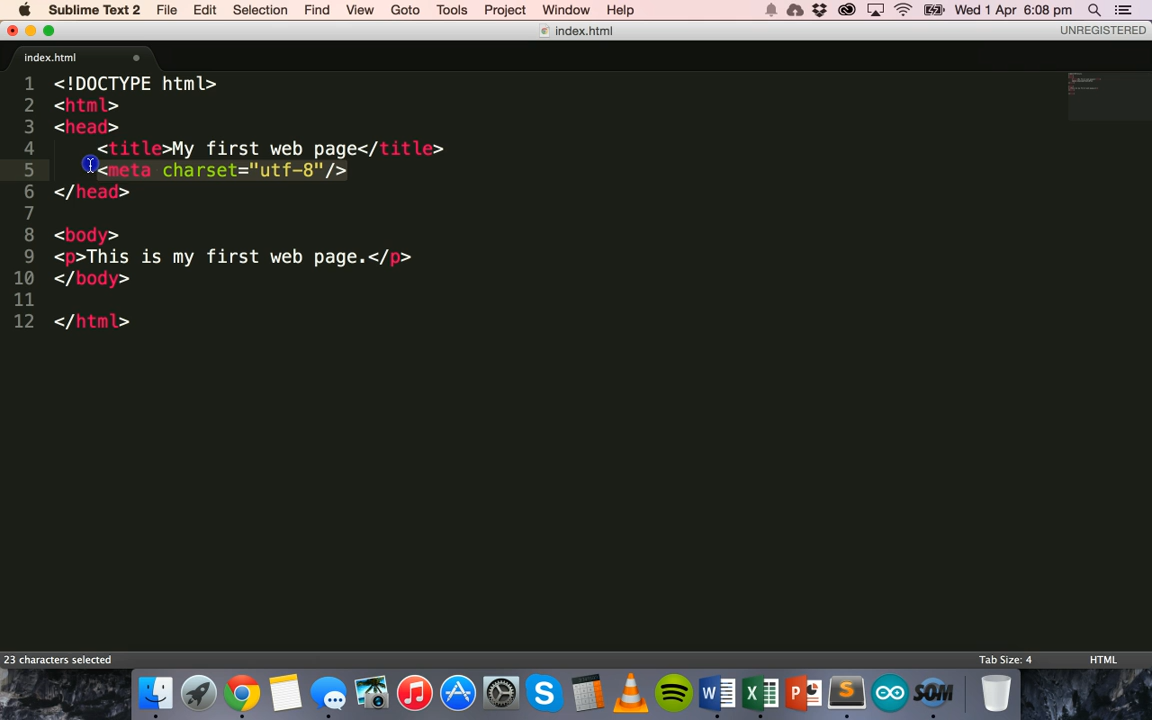 Sublime Text 2 File Edit Selection Find View Goto Tools Project Window Help Wed 1 Apr 6:08 pm
index.html UNREGISTERED
index.html
1 <!DOCTYPE html>
2 <html>
3 <head>
4 <title>My first web page</title>
5 <meta charset="utf-8"/>
6 </head>
7
8 <body>
9 <p>This is my first web page.</p>
10 </body>
11
12 </html>
23 characters selected Tab Size: 4 HTML
S W X P S SOM